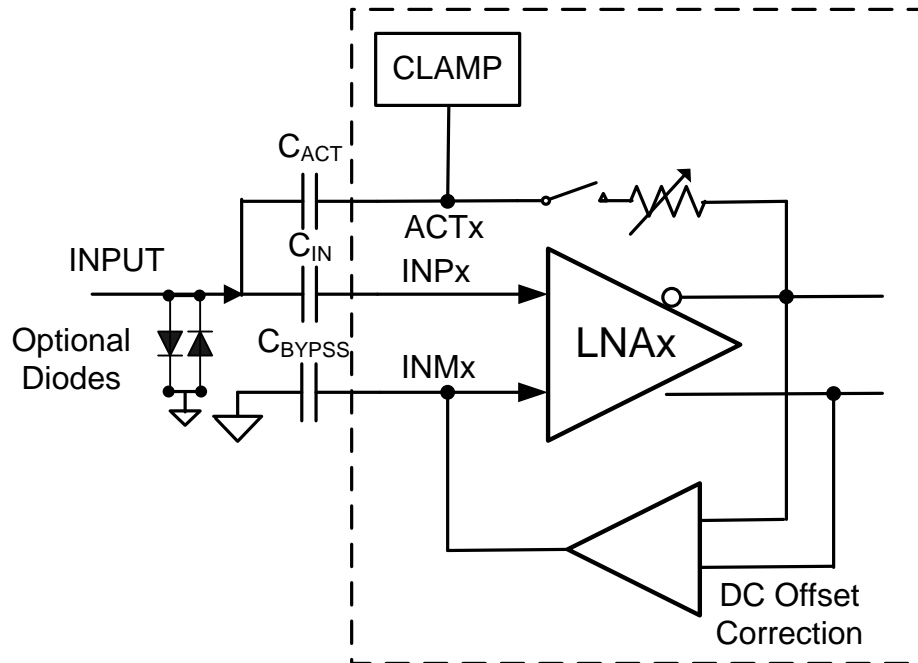 CLAMP
CACT
ACTx
CIN
INPUT
INPx
Optional
Diodes
CBYPSS
INMx
LNAx
DC Offset
Correction